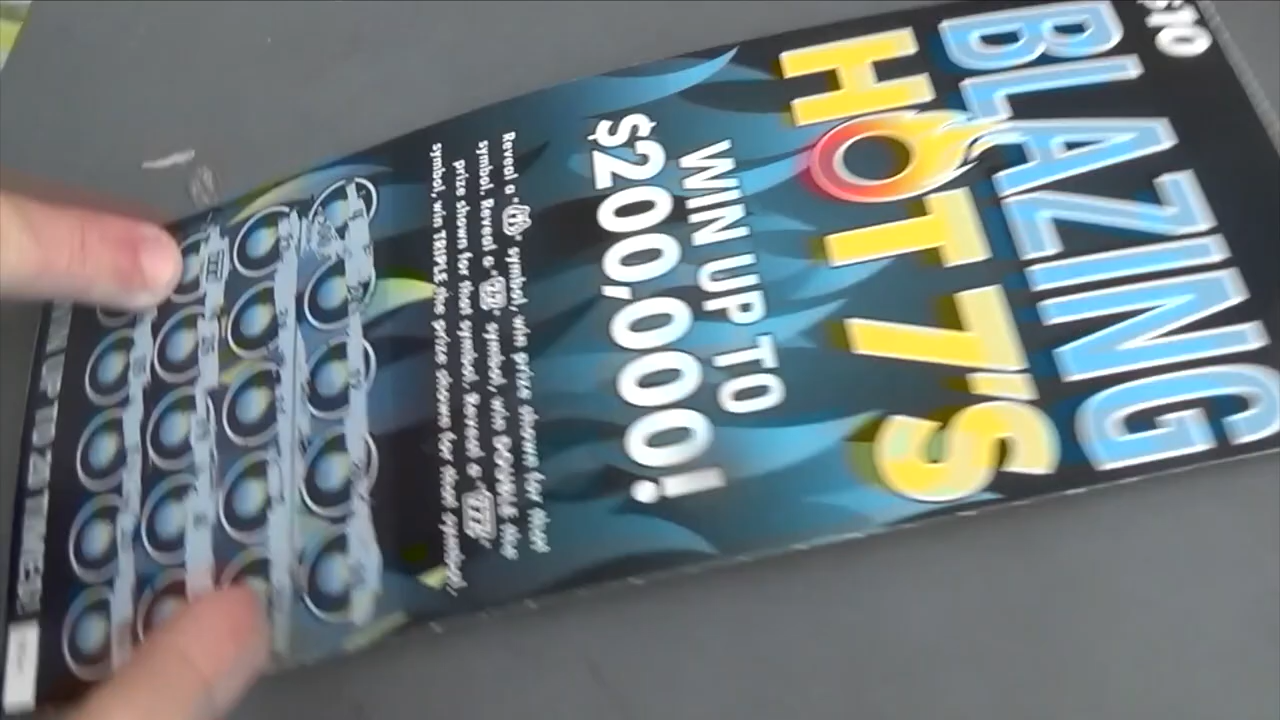 $10
BLAZING
HOT 7'S
WIN UP TO
$200,000!
Reveal a "7" symbol, win prize shown for that
symbol. Reveal a "77" symbol, win DOUBLE the
prize shown for that symbol. Reveal a "777"
symbol, win TRIPLE the prize shown for that symbol.